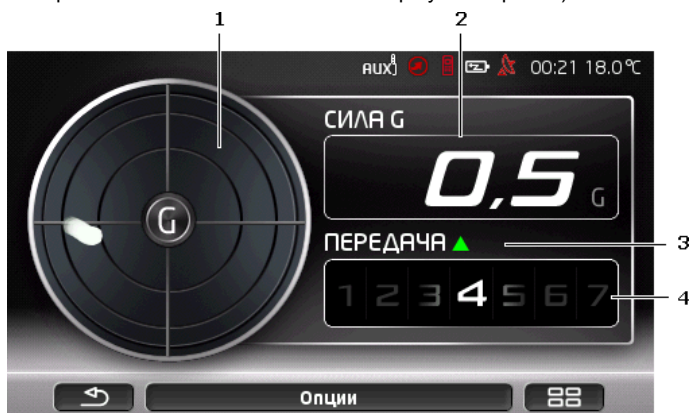 1
2
AUX
00:21 18.0°C
СИЛА G
0,5 G
G
ПЕРЕДАЧА
3
1 2 3 4 5 6 7
4
Опции